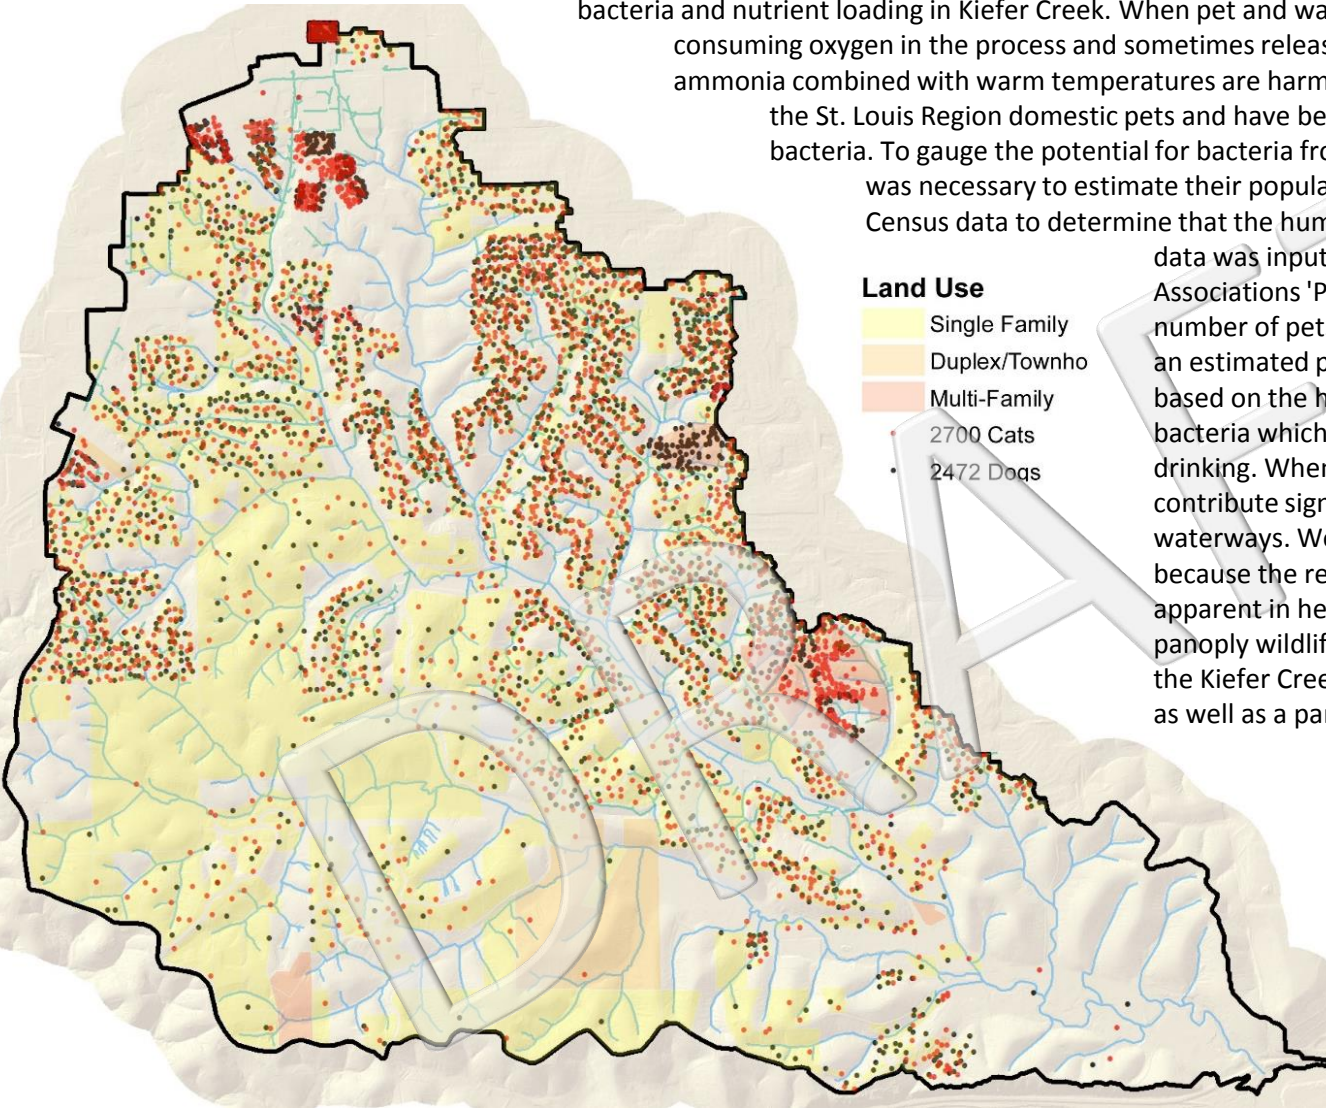 bacteria and nutrient loading in Kiefer Creek. When pet and wa
consuming oxygen in the process and sometimes releas
ammonia combined with warm temperatures are harm
the St. Louis Region domestic pets and have be
bacteria. To gauge the potential for bacteria fro
was necessary to estimate their popula
Census data to determine that the hum
data was input
Associations 'P
number of pet
an estimated p
based on the h
bacteria which
drinking. When
contribute sign
waterways. We
because the re
apparent in he
panoply wildlif
the Kiefer Cree
as well as a par
Land Use
Single Family
Duplex/Townho
Multi-Family
2700 Cats
2472 Dogs
DRAFT